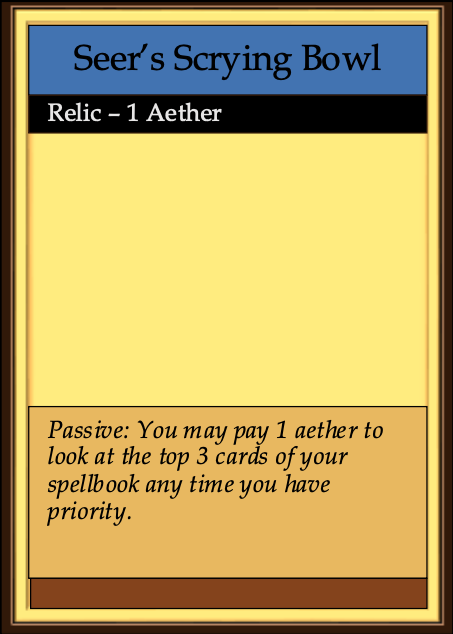 Seer’s Scrying Bowl
Relic – 1 Aether
Passive: You may pay 1 aether to
look at the top 3 cards of your
spellbook any time you have
priority.